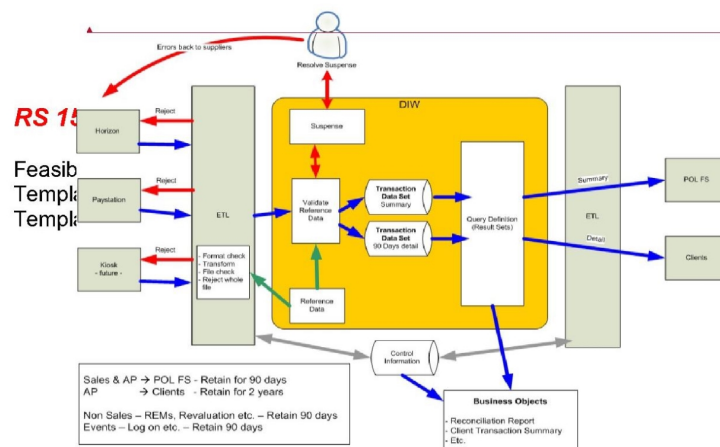 Errors back to suppliers
Resolve Suspense
DIW
RS 15
Reject
Horizon
Suspense
Feasib
Templa
Templa
Reject
Paystation
ETL
Validate
Reference
Data
Transaction
Data Set
Summary
Transaction
Data Set
90 Days detail
Query Definition
(Result Sets)
Summary
ETL
POL FS
Detail
Clients
Reject
Kiosk
- future -
- Format check
- Transform
- File check
- Reject whole
file
Reference
Data
Control
Information
Sales & AP → POL FS - Retain for 90 days
AP → Clients - Retain for 2 years
Non Sales – REMs, Revaluation etc. – Retain 90 days
Events – Log on etc. – Retain 90 days
Business Objects
- Reconciliation Report
- Client Transaction Summary
- Etc.